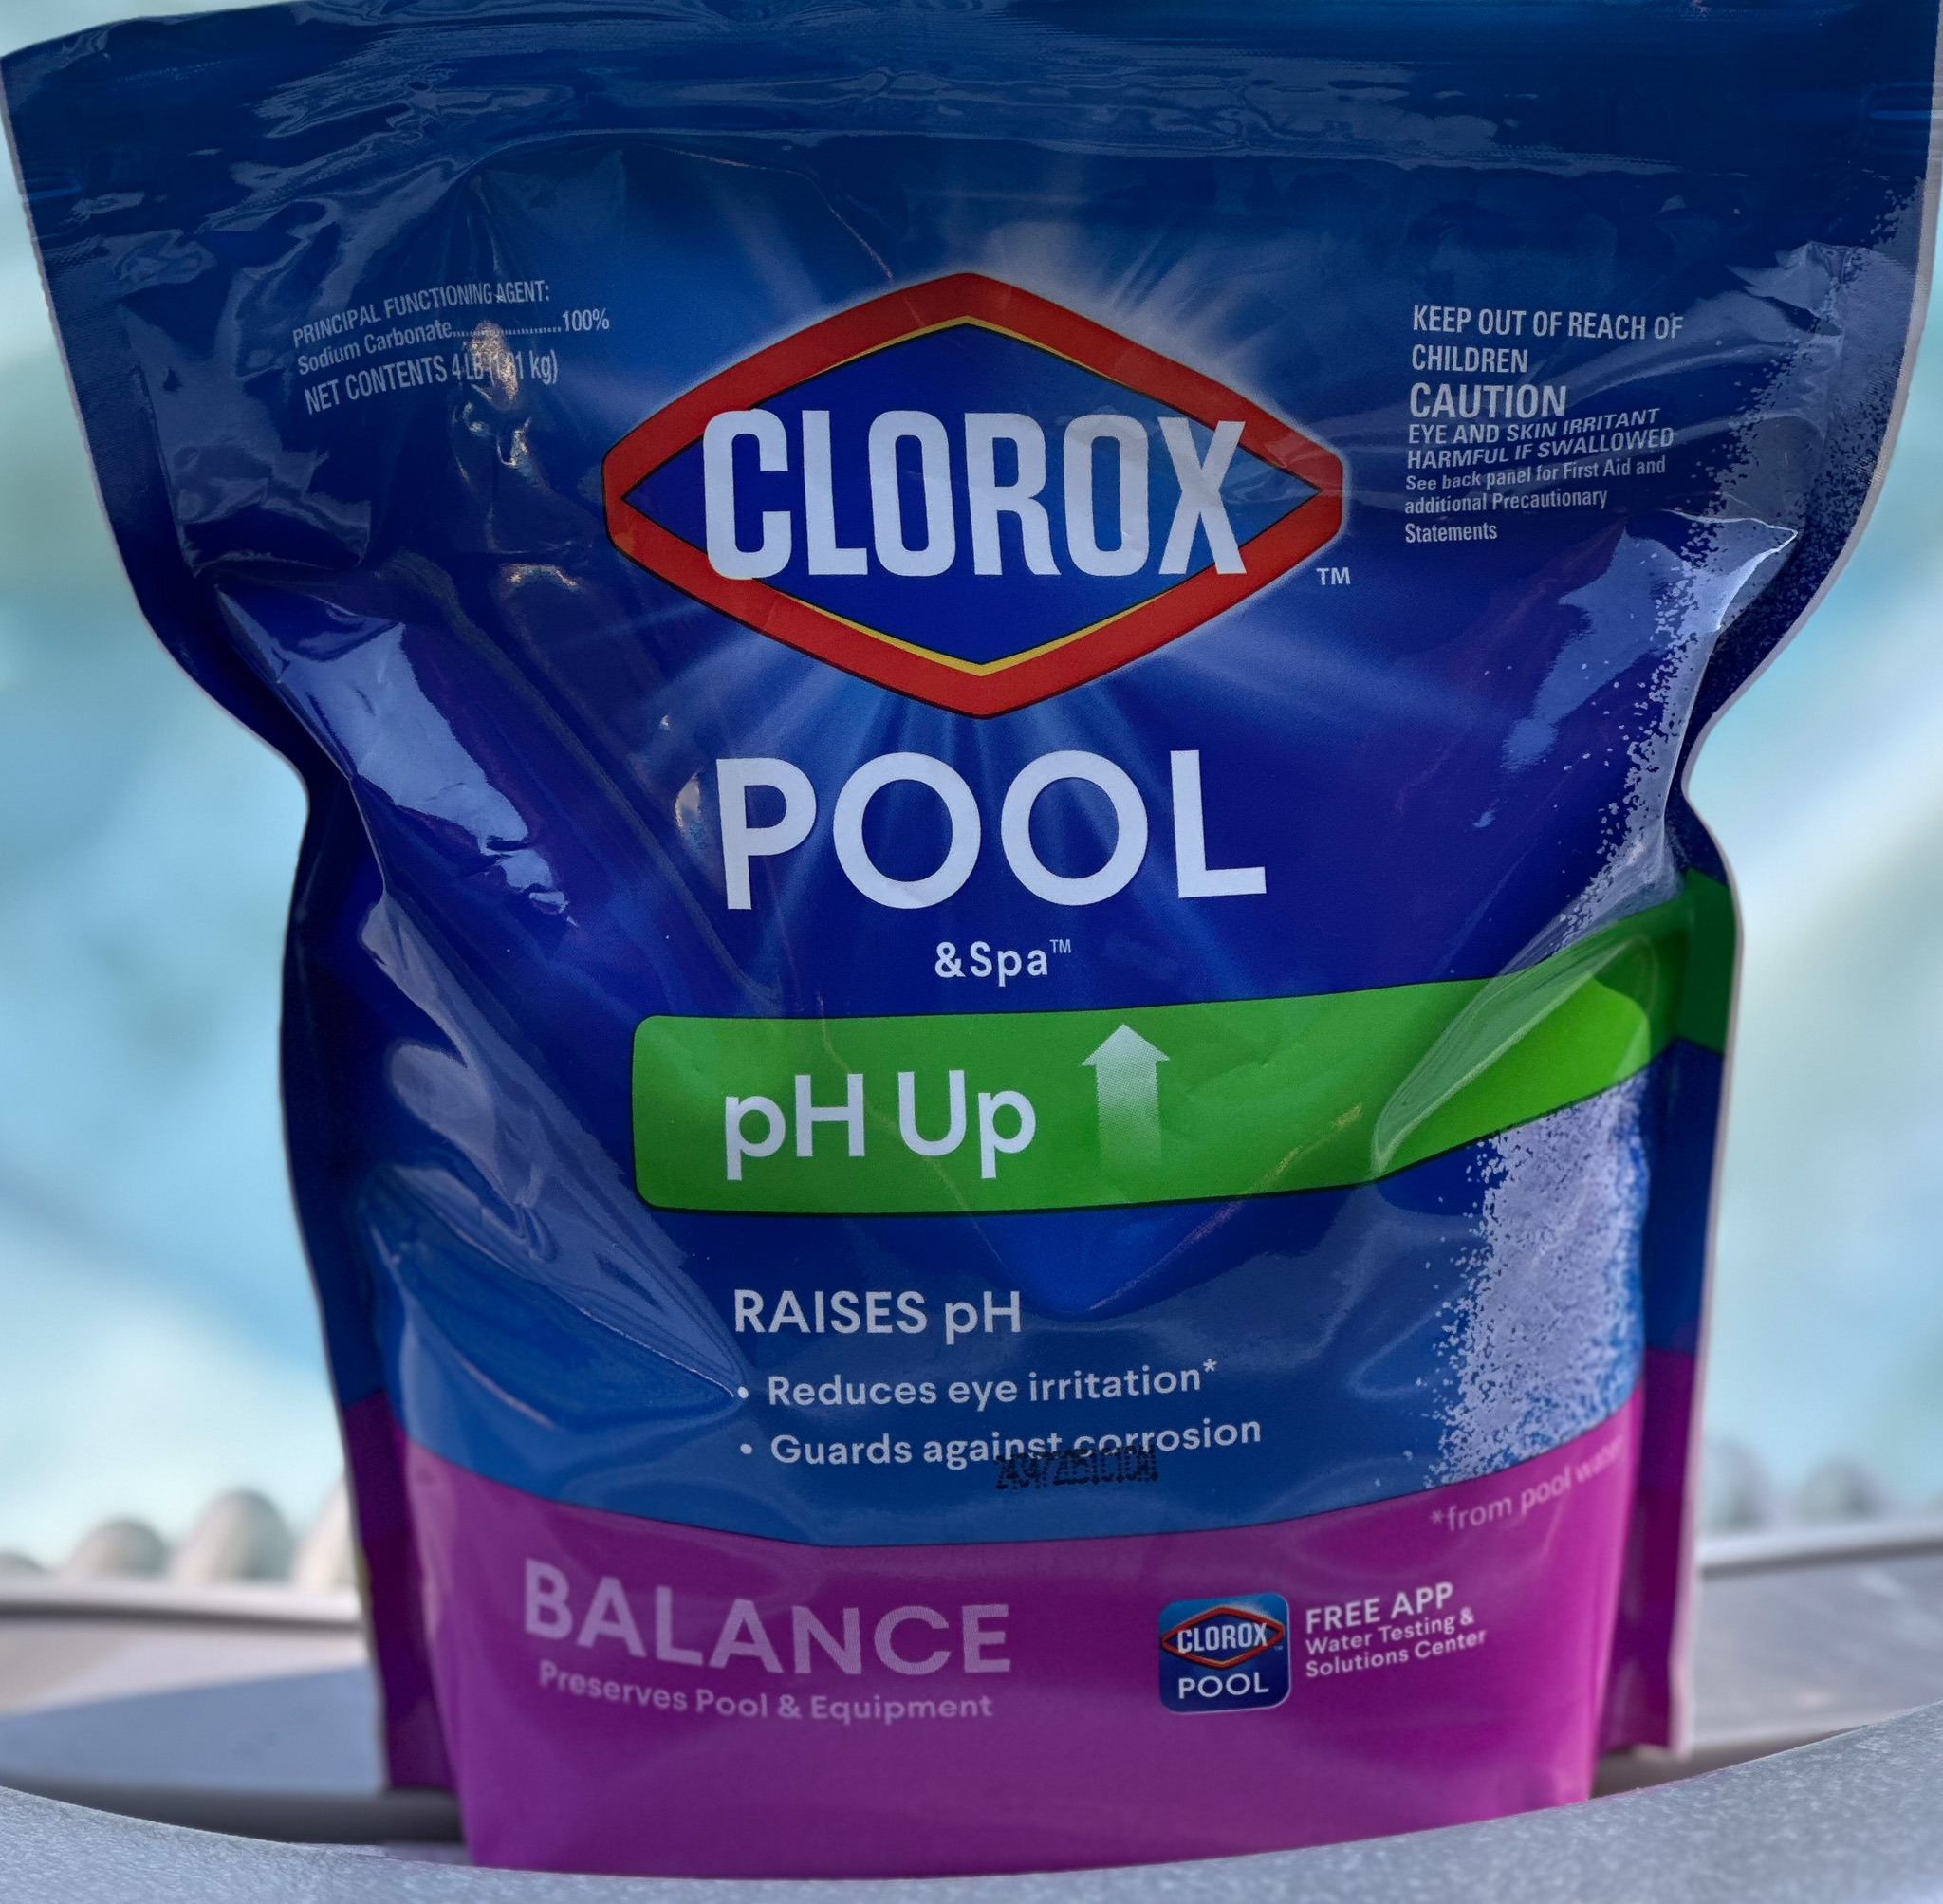 PRINCIPAL FUNCTIONING AGENT:
Sodium Carbonate..............................100%
NET CONTENTS 4 LB (1.81 kg)
KEEP OUT OF REACH OF
CHILDREN
CAUTION
EYE AND SKIN IRRITANT
HARMFUL IF SWALLOWED
See back panel for First Aid and
additional Precautionary
Statements
CLOROX
TM
POOL
&Spa™
pH Up
RAISES pH
• Reduces eye irritation*
• Guards against corrosion
*from pool water
BALANCE
Preserves Pool & Equipment
CLOROX
POOL
FREE APP
Water Testing &
Solutions Center